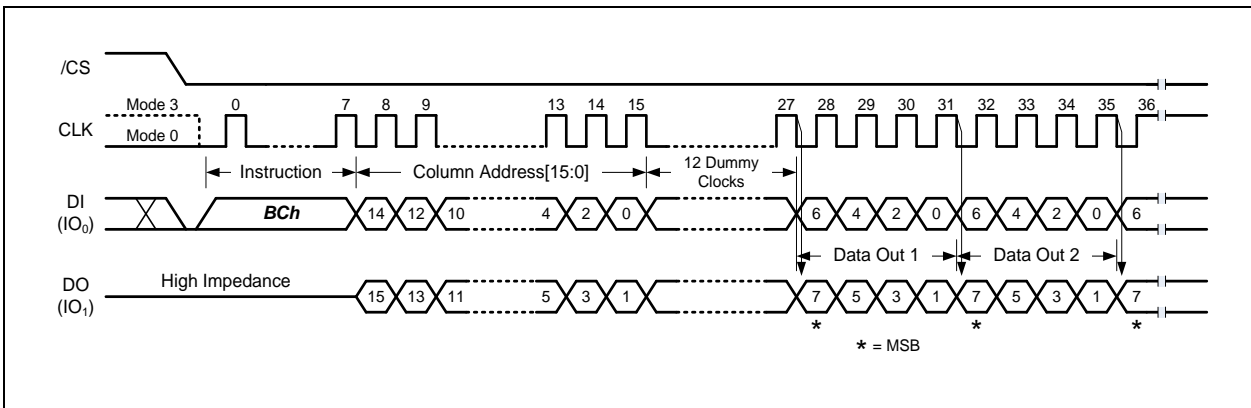 /CS
Mode 3 0 7 8 9 13 14 15 27 28 29 30 31 32 33 34 35 36
CLK Mode 0
Instruction Column Address[15:0] 12 Dummy
Clocks
DI
(IO0) BCh 14 12 10 4 2 0 6 4 2 0 6 4 2 0 6
Data Out 1 Data Out 2
DO
(IO1) High Impedance 15 13 11 5 3 1 7 5 3 1 7 5 3 1 7
* * *
* = MSB